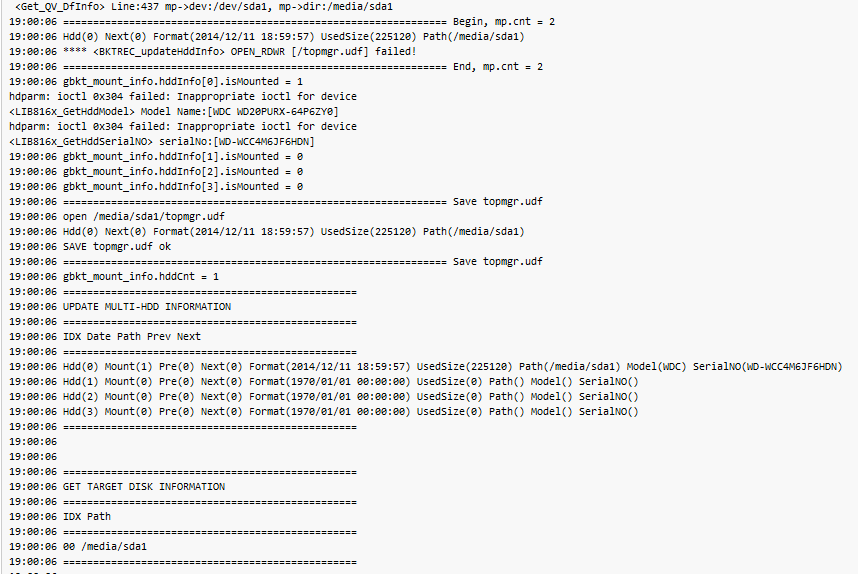 <Get_QV_DfInfo> Line:437 mp->dev:/dev/sda1, mp->dir:/media/sda1
19:00:06 ================================================================ Begin, mp.cnt = 2
19:00:06 Hdd(0) Next(0) Format(2014/12/11 18:59:57) UsedSize(225120) Path(/media/sda1)
19:00:06 **** <BKTREC_updateHddInfo> OPEN_RDWR [/topmgr.udf] failed!
19:00:06 ================================================================ End, mp.cnt = 2
19:00:06 gbkt_mount_info.hddInfo[0].isMounted = 1
hdparm: ioctl 0x304 failed: Inappropriate ioctl for device
<LIB816x_GetHddModel> Model Name:[WDC WD20PURX-64P6ZY0]
hdparm: ioctl 0x304 failed: Inappropriate ioctl for device
<LIB816x_GetHddSerialNO> serialNo:[WD-WCC4M6JF6HDN]
19:00:06 gbkt_mount_info.hddInfo[1].isMounted = 0
19:00:06 gbkt_mount_info.hddInfo[2].isMounted = 0
19:00:06 gbkt_mount_info.hddInfo[3].isMounted = 0
19:00:06 ================================================================ Save topmgr.udf
19:00:06 open /media/sda1/topmgr.udf
19:00:06 Hdd(0) Next(0) Format(2014/12/11 18:59:57) UsedSize(225120) Path(/media/sda1)
19:00:06 SAVE topmgr.udf ok
19:00:06 ================================================================ Save topmgr.udf
19:00:06 gbkt_mount_info.hddCnt = 1
19:00:06 =================================================
19:00:06 UPDATE MULTI-HDD INFORMATION
19:00:06 =================================================
19:00:06 IDX Date Path Prev Next
19:00:06 =================================================
19:00:06 Hdd(0) Mount(1) Pre(0) Next(0) Format(2014/12/11 18:59:57) UsedSize(225120) Path(/media/sda1) Model(WDC) SerialNO(WD-WCC4M6JF6HDN)
19:00:06 Hdd(1) Mount(0) Pre(0) Next(0) Format(1970/01/01 00:00:00) UsedSize(0) Path() Model() SerialNO()
19:00:06 Hdd(2) Mount(0) Pre(0) Next(0) Format(1970/01/01 00:00:00) UsedSize(0) Path() Model() SerialNO()
19:00:06 Hdd(3) Mount(0) Pre(0) Next(0) Format(1970/01/01 00:00:00) UsedSize(0) Path() Model() SerialNO()
19:00:06 =================================================
19:00:06
19:00:06
19:00:06 =================================================
19:00:06 GET TARGET DISK INFORMATION
19:00:06 =================================================
19:00:06 IDX Path
19:00:06 =================================================
19:00:06 00 /media/sda1
19:00:06 =================================================